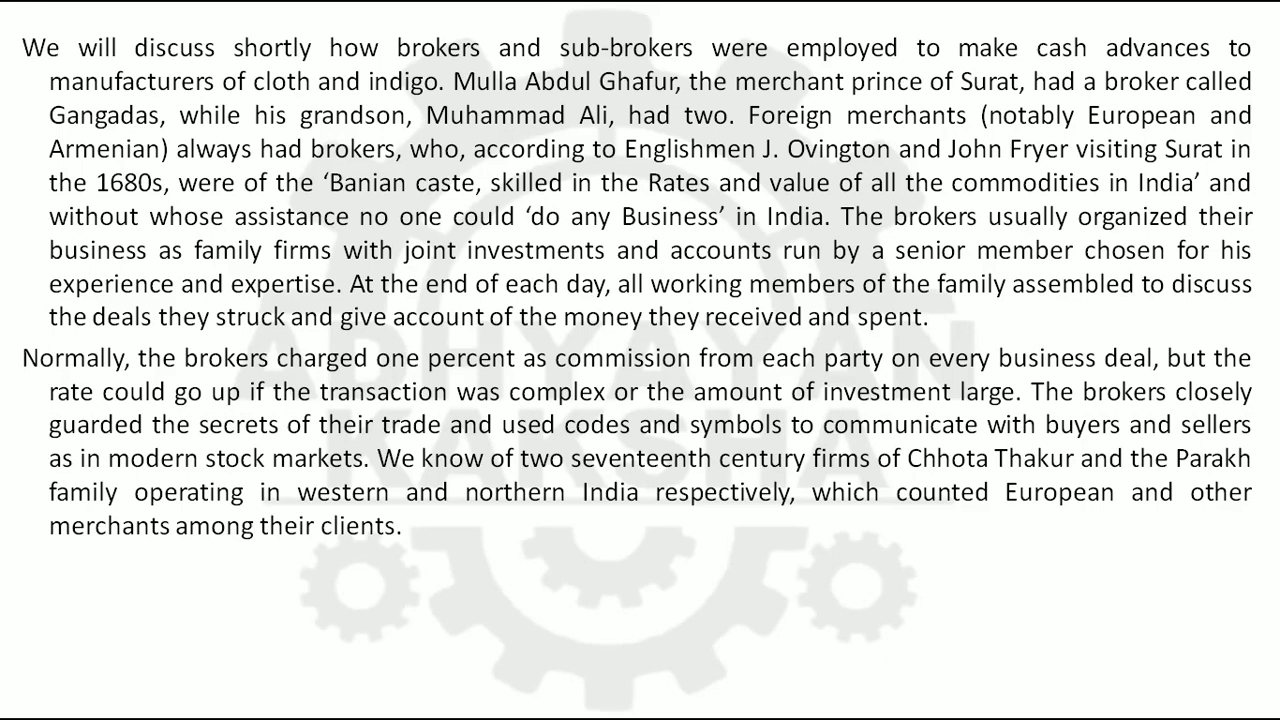 We will discuss shortly how brokers and sub-brokers were employed to make cash advances to
manufacturers of cloth and indigo. Mulla Abdul Ghafur, the merchant prince of Surat, had a broker called
Gangadas, while his grandson, Muhammad Ali, had two. Foreign merchants (notably European and
Armenian) always had brokers, who, according to Englishmen J. Ovington and John Fryer visiting Surat in
the 1680s, were of the ‘Banian caste, skilled in the Rates and value of all the commodities in India’ and
without whose assistance no one could ‘do any Business’ in India. The brokers usually organized their
business as family firms with joint investments and accounts run by a senior member chosen for his
experience and expertise. At the end of each day, all working members of the family assembled to discuss
the deals they struck and give account of the money they received and spent.
Normally, the brokers charged one percent as commission from each party on every business deal, but the
rate could go up if the transaction was complex or the amount of investment large. The brokers closely
guarded the secrets of their trade and used codes and symbols to communicate with buyers and sellers
as in modern stock markets. We know of two seventeenth century firms of Chhota Thakur and the Parakh
family operating in western and northern India respectively, which counted European and other
merchants among their clients.
ADHYAYAN
KAKSHA